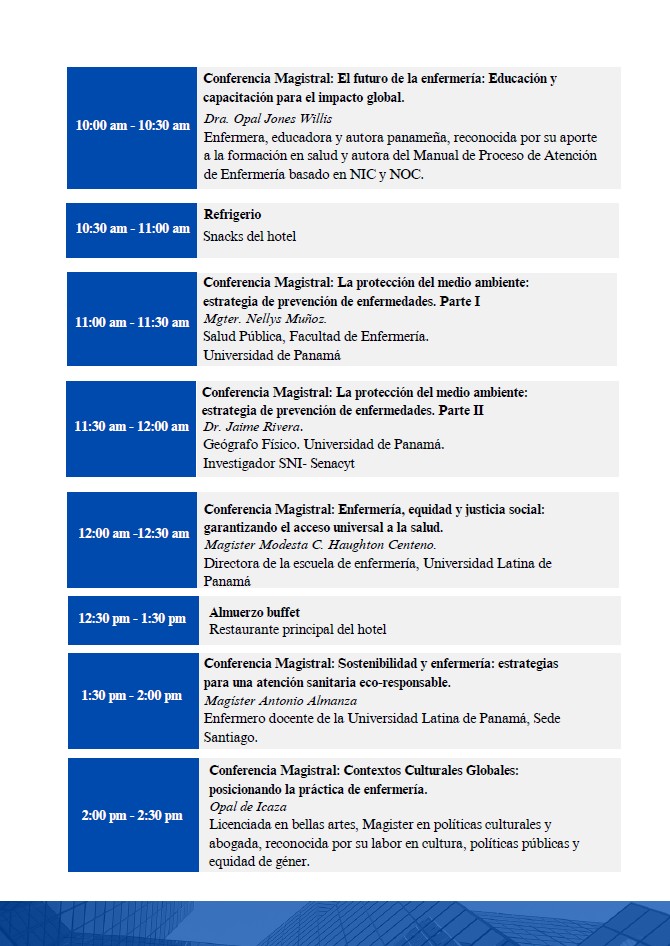 10:00 am - 10:30 am
Conferencia Magistral: El futuro de la enfermería: Educación y
capacitación para el impacto global.
Dra. Opal Jones Willis
Enfermera, educadora y autora panameña, reconocida por su aporte
a la formación en salud y autora del Manual de Proceso de Atención
de Enfermería basado en NIC y NOC.
10:30 am - 11:00 am
Refrigerio
Snacks del hotel
11:00 am - 11:30 am
Conferencia Magistral: La protección del medio ambiente:
estrategia de prevención de enfermedades. Parte I
Mgter. Nellys Muñoz.
Salud Pública, Facultad de Enfermería.
Universidad de Panamá
11:30 am - 12:00 am
Conferencia Magistral: La protección del medio ambiente:
estrategia de prevención de enfermedades. Parte II
Dr. Jaime Rivera.
Geógrafo Físico. Universidad de Panamá.
Investigador SNI- Senacyt
12:00 am -12:30 am
Conferencia Magistral: Enfermería, equidad y justicia social:
garantizando el acceso universal a la salud.
Magister Modesta C. Haughton Centeno.
Directora de la escuela de enfermería, Universidad Latina de
Panamá
12:30 pm - 1:30 pm
Almuerzo buffet
Restaurante principal del hotel
1:30 pm - 2:00 pm
Conferencia Magistral: Sostenibilidad y enfermería: estrategias
para una atención sanitaria eco-responsable.
Magíster Antonio Almanza
Enfermero docente de la Universidad Latina de Panamá, Sede
Santiago.
2:00 pm - 2:30 pm
Conferencia Magistral: Contextos Culturales Globales:
posicionando la práctica de enfermería.
Opal de Icaza
Licenciada en bellas artes, Magister en políticas culturales y
abogada, reconocida por su labor en cultura, políticas públicas y
equidad de géner.